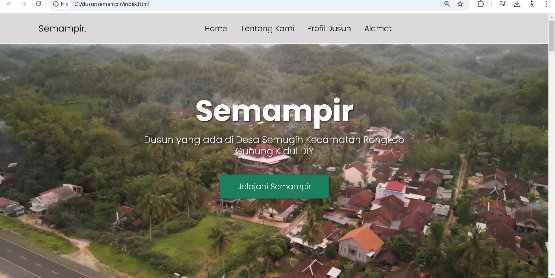 File D:/dusunsemampir/index.html
Semampir.
Home Tentang Kami Profil Dusun Alamat
Semampir
Dusun yang ada di Desa Semugih Kecamatan Rongkop
Gunung Kidul DIY
Jelajahi Semampir